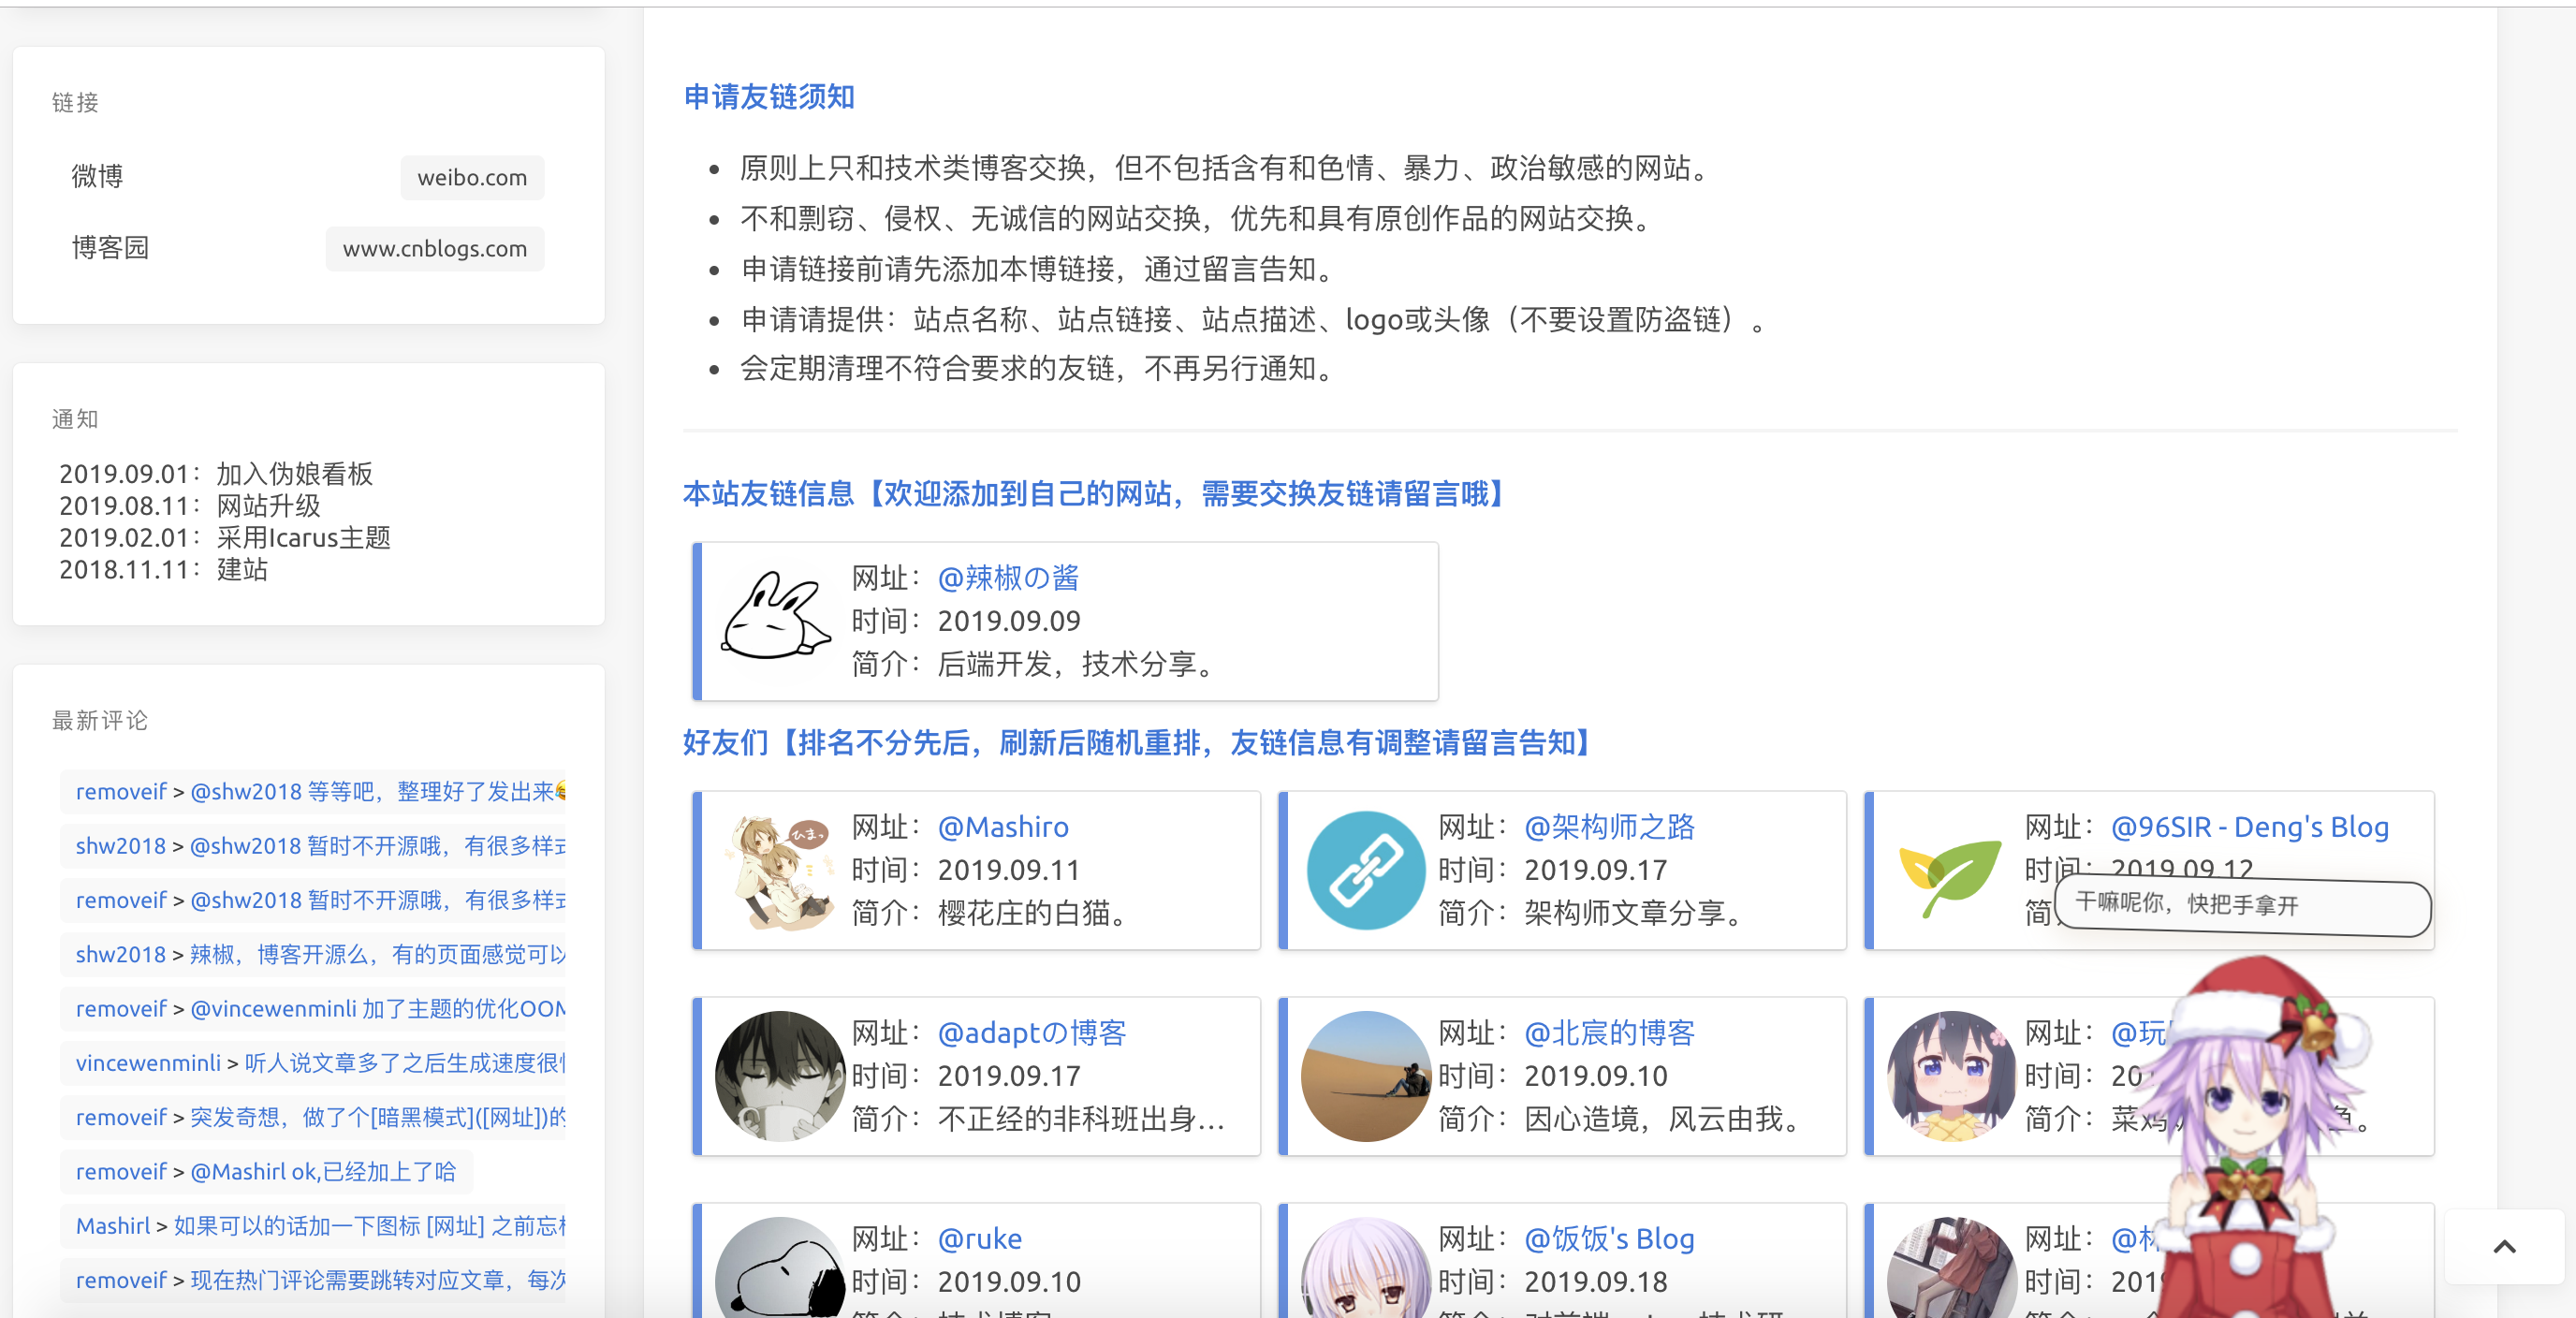 链接
微博 weibo.com
博客园 www.cnblogs.com
通知
2019.09.01：加入伪娘看板
2019.08.11：网站升级
2019.02.01：采用Icarus主题
2018.11.11：建站
最新评论
removeif > @shw2018 等等吧，整理好了发出来😂
shw2018 > @shw2018 暂时不开源哦，有很多样
removeif > @shw2018 暂时不开源哦，有很多样
shw2018 > 辣椒，博客开源么，有的页面感觉可以
removeif > @vincewenminli 加了主题的优化OOM
vincewenminli > 听人说文章多了之后生成速度很
removeif > 突发奇想，做了个[暗黑模式]([网址])的
removeif > @Mashirl ok,已经加上了哈
Mashirl > 如果可以的话加一下图标 [网址] 之前忘
removeif > 现在热门评论需要跳转对应文章，每次
申请友链须知
原则上只和技术类博客交换，但不包括含有和色情、暴力、政治敏感的网站。
不和剽窃、侵权、无诚信的网站交换，优先和具有原创作品的网站交换。
申请链接前请先添加本博链接，通过留言告知。
申请请提供：站点名称、站点链接、站点描述、logo或头像（不要设置防盗链）。
会定期清理不符合要求的友链，不再另行通知。
本站友链信息【欢迎添加到自己的网站，需要交换友链请留言哦】
网址：@辣椒の酱
时间：2019.09.09
简介：后端开发，技术分享。
好友们【排名不分先后，刷新后随机重排，友链信息有调整请留言告知】
ひまっ
网址：@Mashiro
时间：2019.09.11
简介：樱花庄的白猫。
网址：@架构师之路
时间：2019.09.17
简介：架构师文章分享。
网址：@96SIR - Deng's Blog
时间：2019.09.12
简
干嘛呢你，快把手拿开
网址：@adaptの博客
时间：2019.09.17
简介：不正经的非科班出身...
网址：@北宸的博客
时间：2019.09.10
简介：因心造境，风云由我。
网址：@玩
时间：20
简介：菜鸡
网址：@ruke
时间：2019.09.10
简介：技术博客
网址：@饭饭's Blog
时间：2019.09.18
网址：@林
时间：201